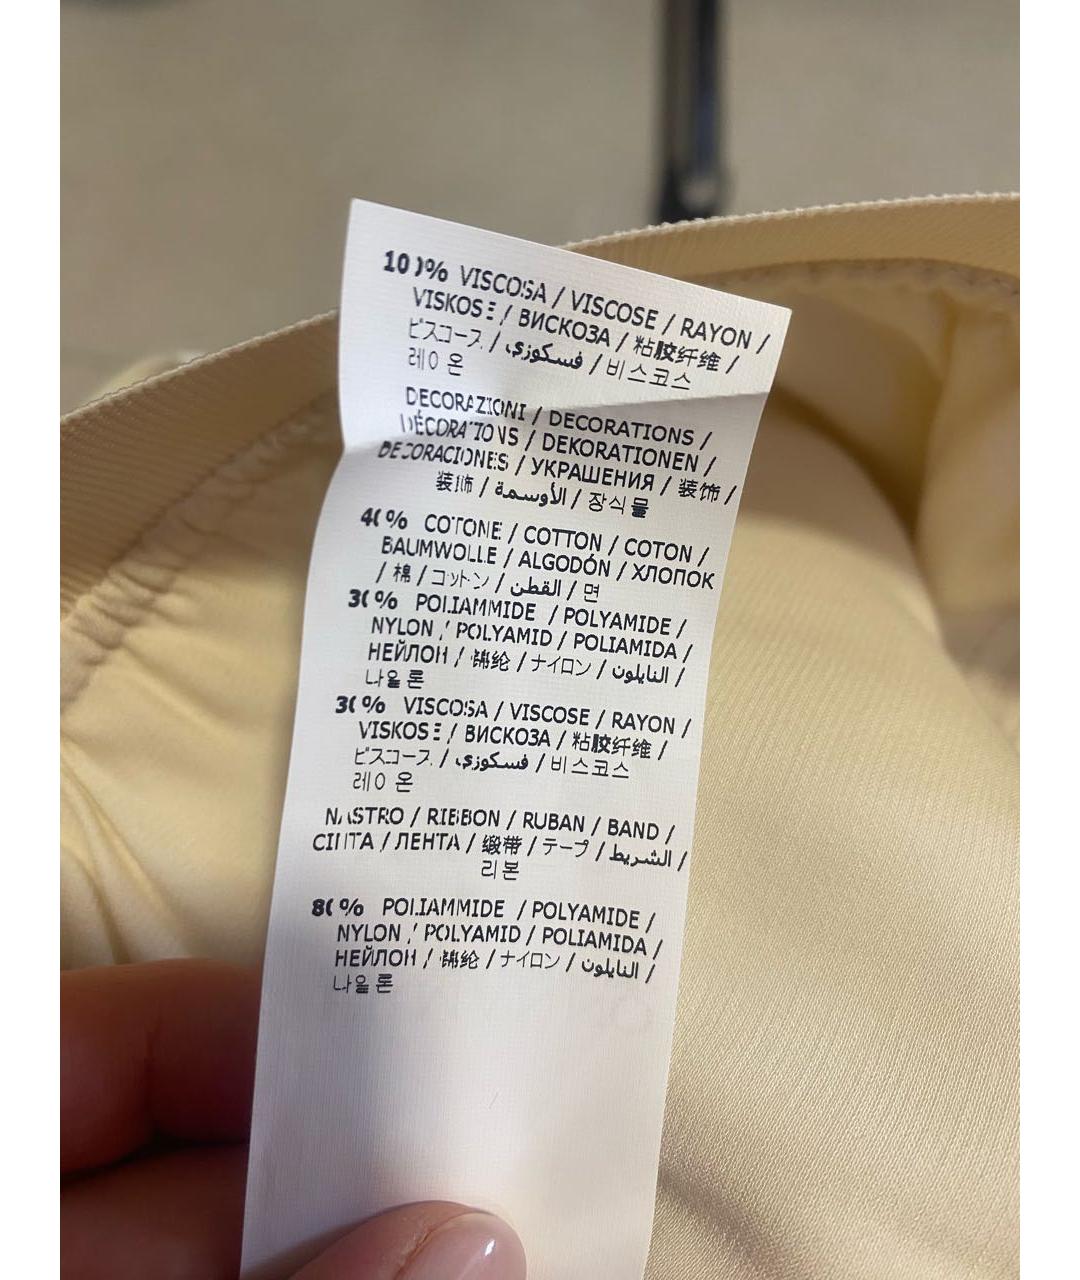 100% VISCOSA / VISCOSE / RAYON /
VISKOSE / ВИСКОЗА / 粘胶纤维 /
ビスコース / فسكوزي / 비스코스
레이온
DECORAZIONI / DECORATIONS /
DÉCORATIONS / DEKORATIONEN /
DECORACIONES / УКРАШЕНИЯ / 装饰 /
装飾 / الأوسمة / 장식물
40% COTONE / COTTON / COTON /
BAUMWOLLE / ALGODÓN / ХЛОПОК
/ 棉 / コットン / القطن / 면
30% POLIAMMIDE / POLYAMIDE /
NYLON / POLYAMID / POLIAMIDA /
НЕЙЛОН / 锦纶 / ナイロン / النايلون /
나일론
30% VISCOSA / VISCOSE / RAYON /
VISKOSE / ВИСКОЗА / 粘胶纤维 /
ビスコース / فسكوزي / 비스코스
레이온
NASTRO / RIBBON / RUBAN / BAND /
CINTA / ЛЕНТА / 缎带 / テープ / الشريط /
리본
80% POLIAMMIDE / POLYAMIDE /
NYLON / POLYAMID / POLIAMIDA /
НЕЙЛОН / 锦纶 / ナイロン / النايلون /
나일론